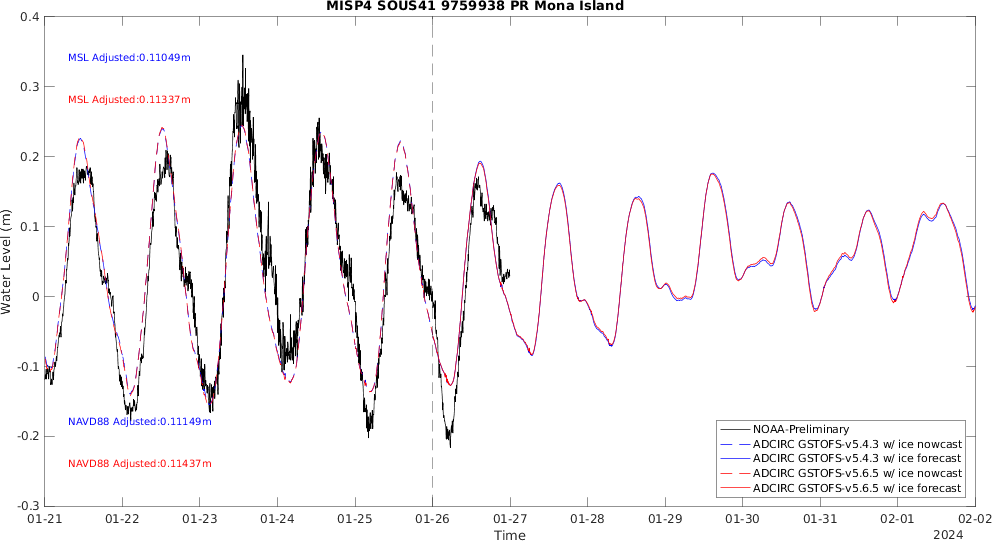 MISP4 SOUS41 9759938 PR Mona Island
0.4
0.3
0.2
0.1
0
-0.1
-0.2
-0.3
Water Level (m)
MSL Adjusted:0.11049m
MSL Adjusted:0.11337m
NAVD88 Adjusted:0.11149m
NAVD88 Adjusted:0.11437m
NOAA-Preliminary
ADCIRC GSTOFS-v5.4.3 w/ ice nowcast
ADCIRC GSTOFS-v5.4.3 w/ ice forecast
ADCIRC GSTOFS-v5.6.5 w/ ice nowcast
ADCIRC GSTOFS-v5.6.5 w/ ice forecast
01-21 01-22 01-23 01-24 01-25 01-26 01-27 01-28 01-29 01-30 01-31 02-01 02-02
Time
2024